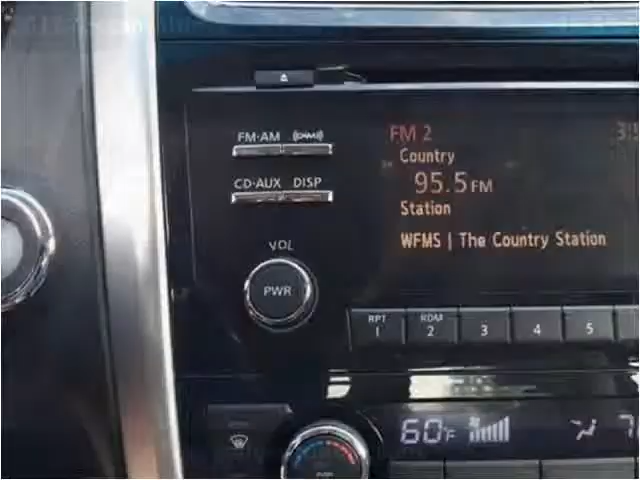 FM·AM
FM 2
Country
CD·AUX DISP
95.5 FM
Station
VOL
WFMS | The Country Station
PWR
RPT
1
RDM
2
3
4
5
60°F